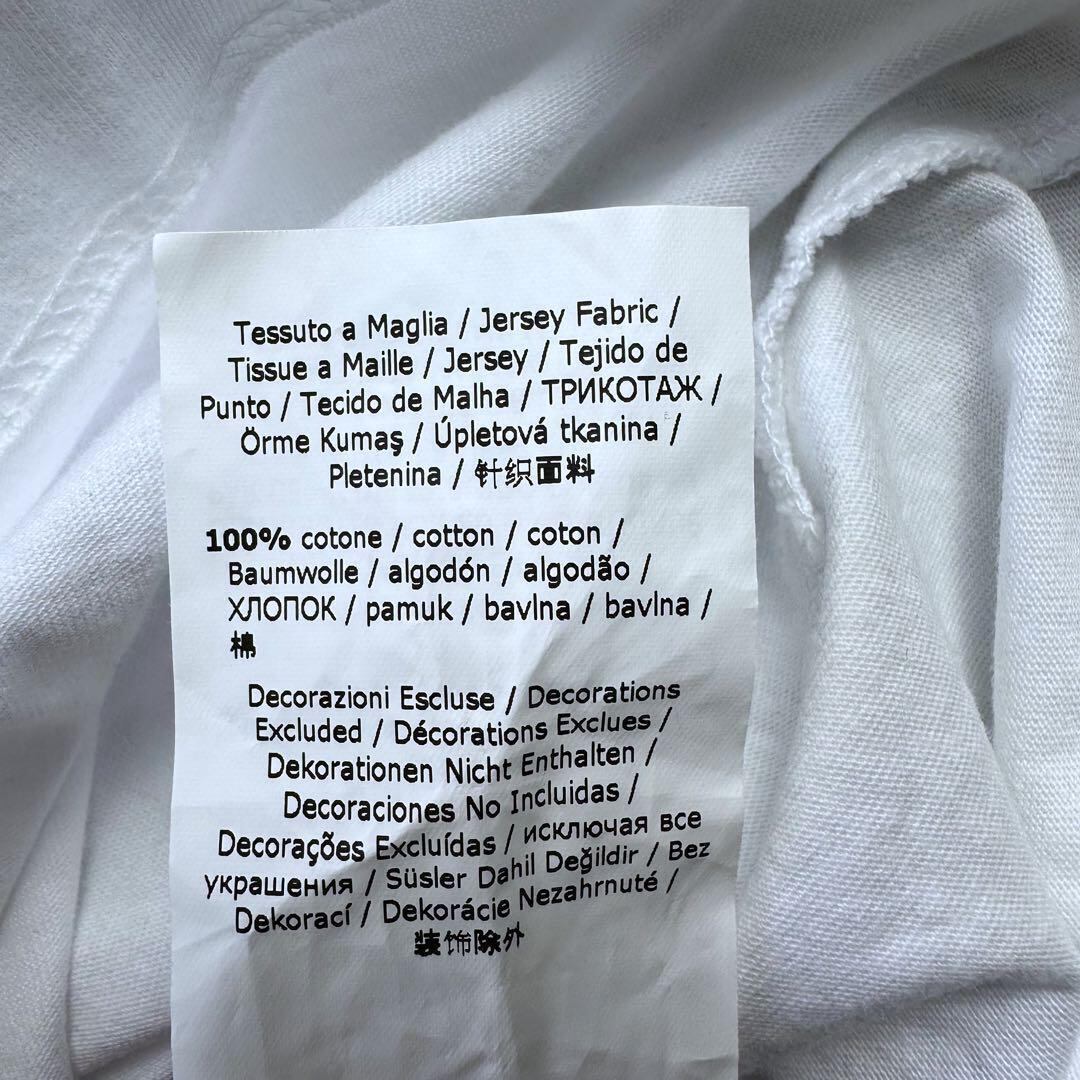 Tessuto a Maglia / Jersey Fabric /
Tissue a Maille / Jersey / Tejido de
Punto / Tecido de Malha / ТРИКОТАЖ /
Örme Kumaş / Úpletová tkanina /
Pletenina / 针织面料
100% cotone / cotton / coton /
Baumwolle / algodón / algodão /
ХЛОПОК / pamuk / bavlna / bavlna /
棉
Decorazioni Escluse / Decorations
Excluded / Décorations Exclues /
Dekorationen Nicht Enthalten /
Decoraciones No Incluidas /
Decorações Excluídas / исключая все
украшения / Süsler Dahil Değildir / Bez
Dekorací / Dekorácie Nezahrnuté /
装饰除外